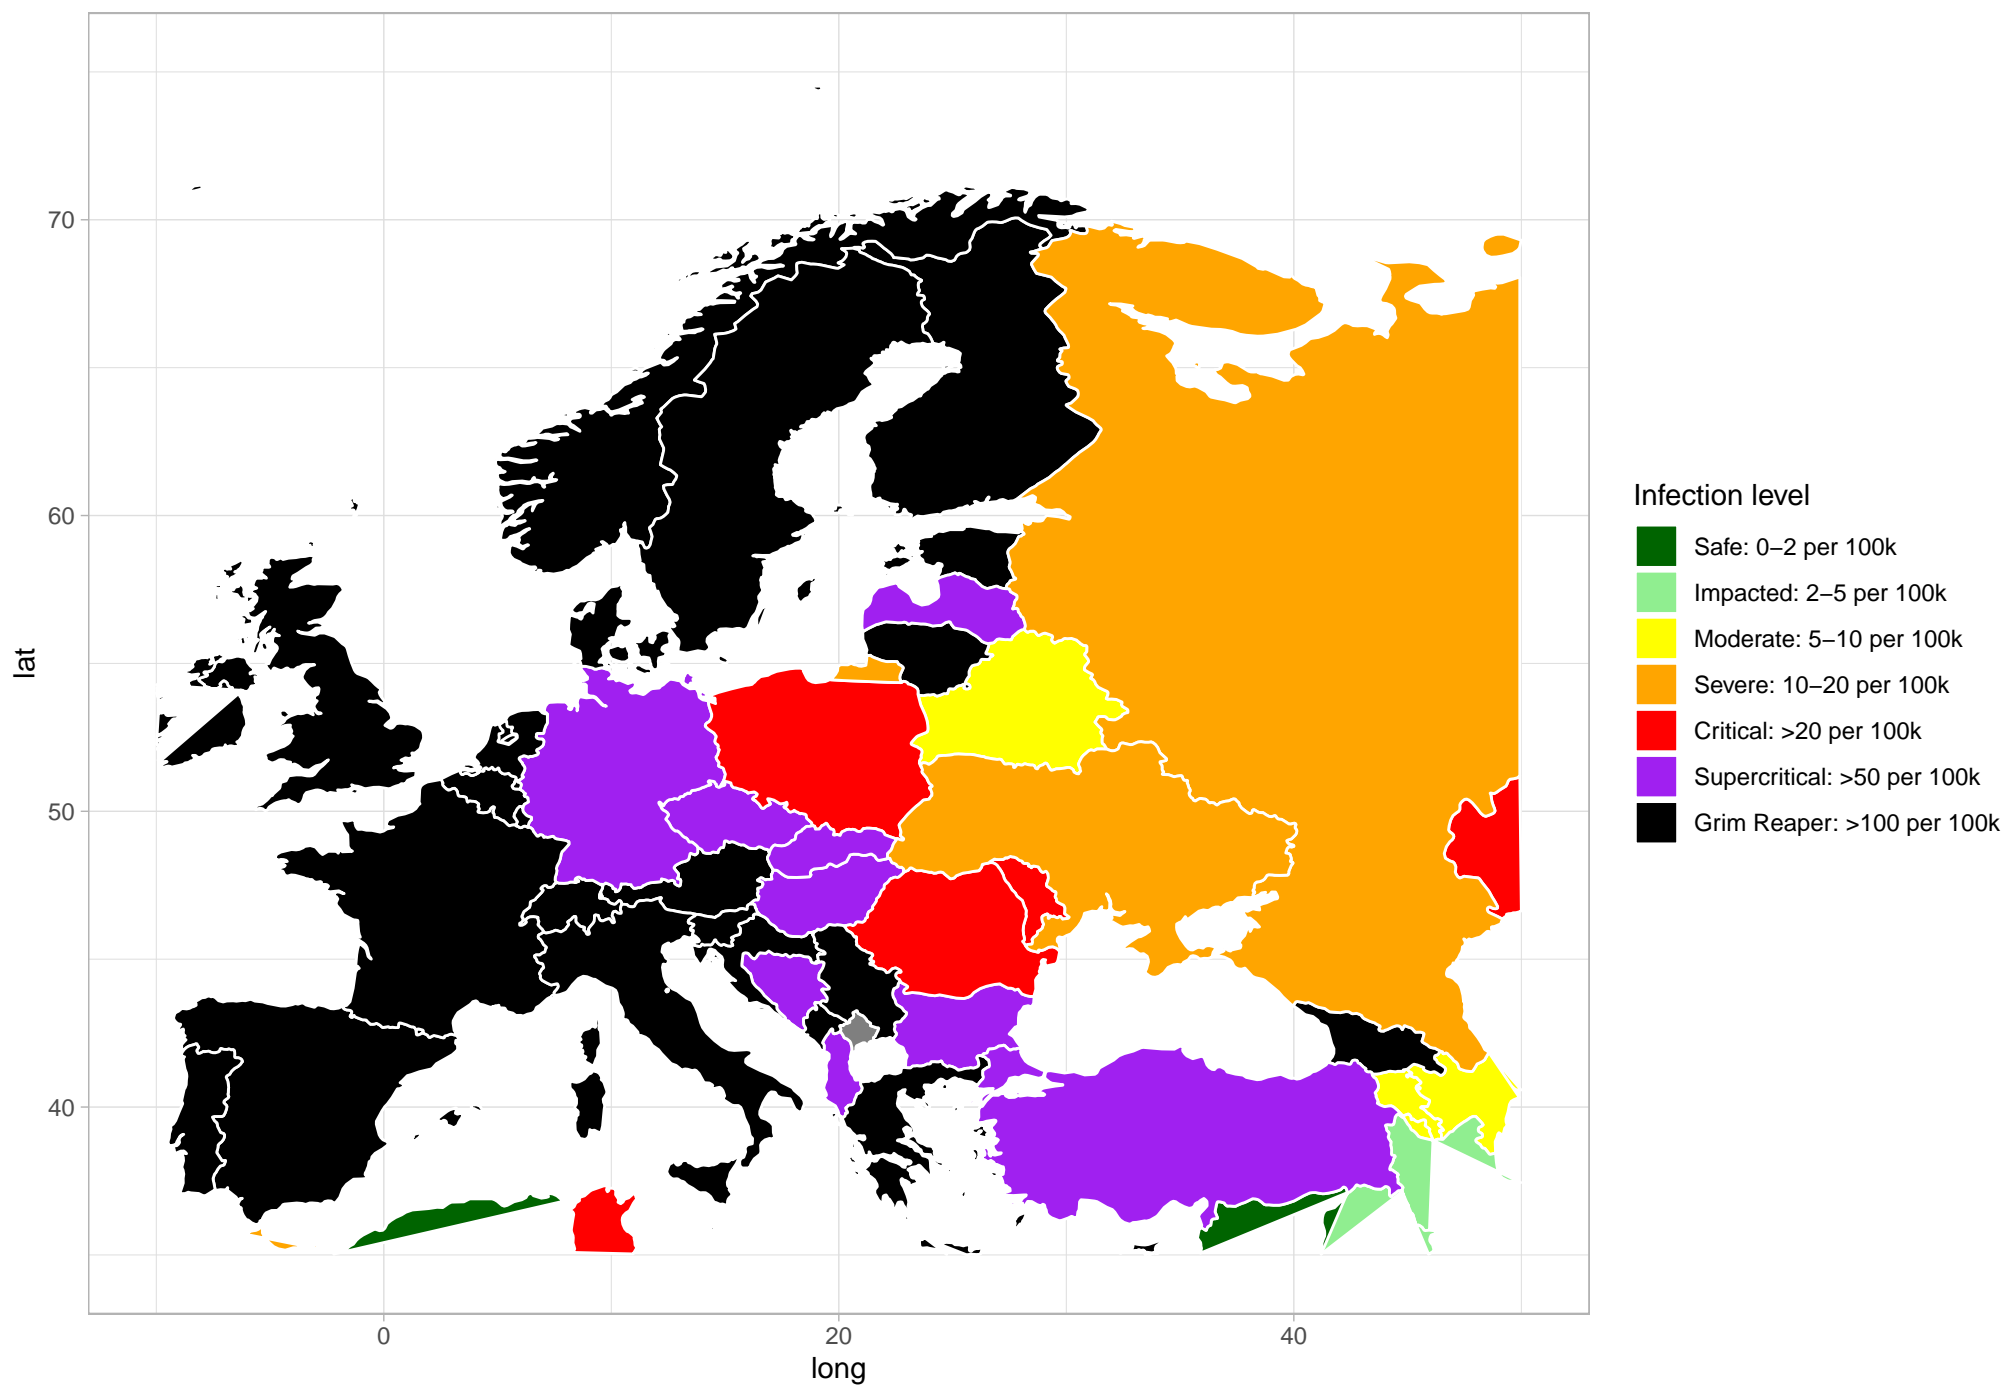 70
60
50
40
lat
0
20
40
long
Infection level
Safe: 0–2 per 100k
Impacted: 2–5 per 100k
Moderate: 5–10 per 100k
Severe: 10–20 per 100k
Critical: >20 per 100k
Supercritical: >50 per 100k
Grim Reaper: >100 per 100k